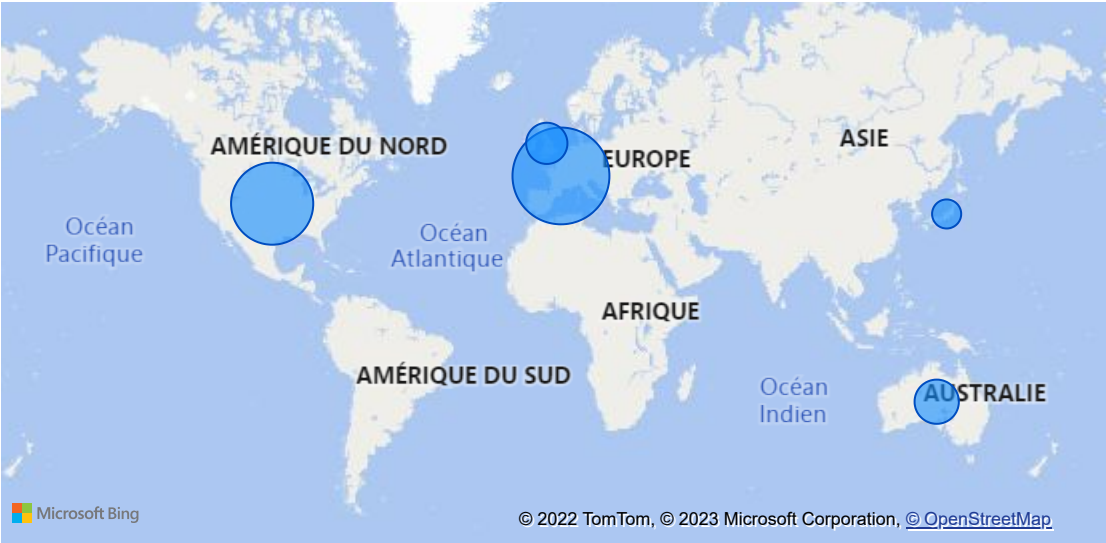 AMÉRIQUE DU NORD
ASIE
EUROPE
Océan
Pacifique
Océan
Atlantique
AFRIQUE
AMÉRIQUE DU SUD
Océan
Indien
AUSTRALIE
Microsoft Bing
© 2022 TomTom, © 2023 Microsoft Corporation, © OpenStreetMap